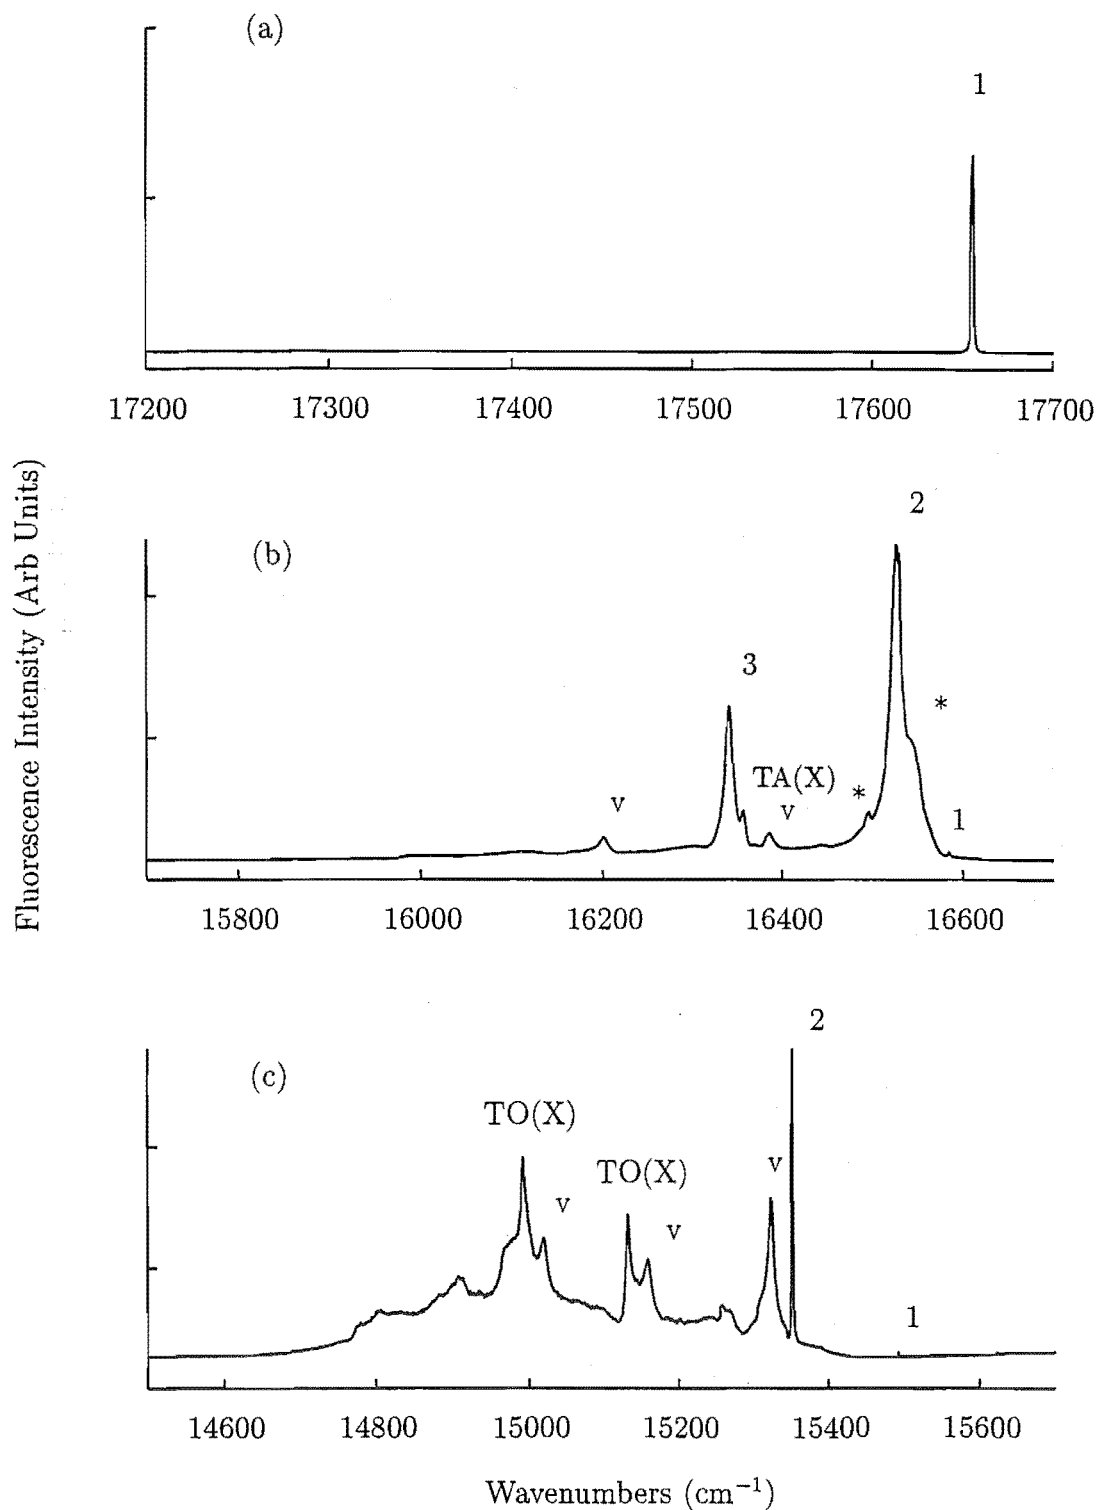 (a)
1
17200 17300 17400 17500 17600 17700
Fluorescence Intensity (Arb Units)
(b)
2
3
*
TA(X)
v
*
v
1
15800 16000 16200 16400 16600
(c)
2
TO(X)
TO(X)
v
v
v
1
14600 14800 15000 15200 15400 15600
Wavenumbers (cm⁻¹)